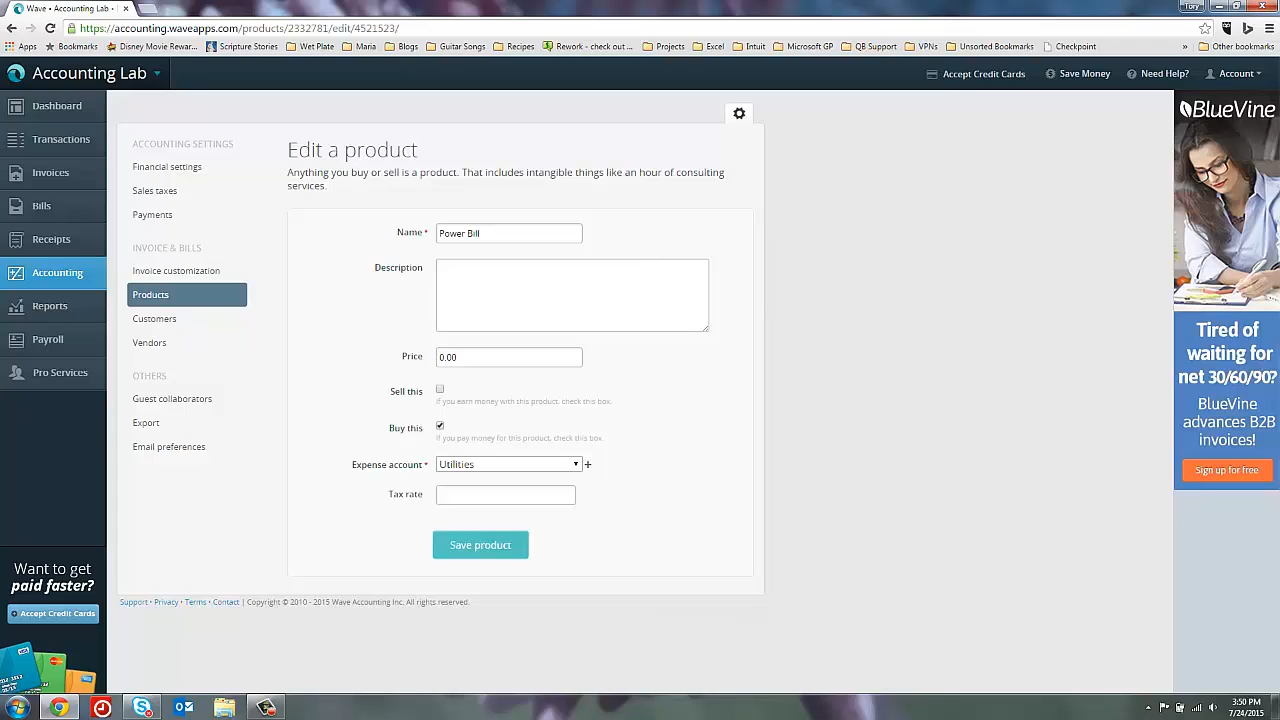 Wave • Accounting Lab •
Tory
https://accounting.waveapps.com/products/2332781/edit/4521523/
Apps
Bookmarks
Disney Movie Rewar...
Scripture Stories
Wet Plate
Maria
Blogs
Guitar Songs
Recipes
Rework - check out ...
Projects
Excel
Intuit
Microsoft GP
QB Support
VPNs
Unsorted Bookmarks
Checkpoint
»
Other bookmarks
Accounting Lab
Accept Credit Cards
Save Money
Need Help?
Account
Dashboard
Transactions
Invoices
Bills
Receipts
Accounting
Reports
Payroll
Pro Services
Want to get
paid faster?
Accept Credit Cards
ACCOUNTING SETTINGS
Financial settings
Sales taxes
Payments
INVOICE & BILLS
Invoice customization
Products
Customers
Vendors
OTHERS
Guest collaborators
Export
Email preferences
Edit a product
Anything you buy or sell is a product. That includes intangible things like an hour of consulting
services.
Name * Power Bill
Description
Price 0.00
Sell this
If you earn money with this product, check this box.
Buy this
If you pay money for this product, check this box.
Expense account * Utilities +
Tax rate
Save product
Support • Privacy • Terms • Contact | Copyright © 2010 - 2015 Wave Accounting Inc. All rights reserved.
BlueVine
Tired of
waiting for
net 30/60/90?
BlueVine
advances B2B
invoices!
Sign up for free
3:50 PM
7/24/2015